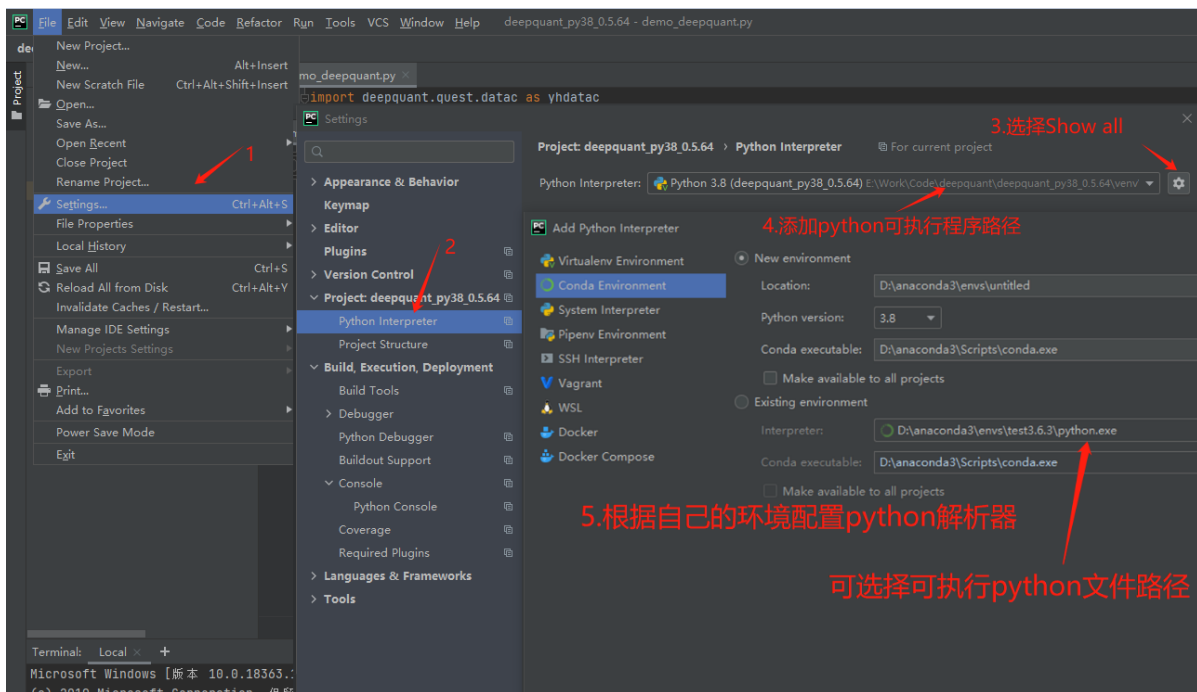 File Edit View Navigate Code Refactor Run Tools VCS Window Help deepquant_py38_0.5.64 - demo_deepquant.py
New Project...
New... Alt+Insert
New Scratch File Ctrl+Alt+Shift+Insert
Open...
Save As...
Open Recent
Close Project
Rename Project...
Settings... Ctrl+Alt+S
File Properties
Local History
Save All Ctrl+S
Reload All from Disk Ctrl+Alt+Y
Invalidate Caches / Restart...
Manage IDE Settings
New Projects Settings
Export
Print...
Add to Favorites
Power Save Mode
Exit
1
Project
mo_deepquant.py
import deepquant.quest.datac as yhdatac
Settings
3.选择Show all
Appearance & Behavior
Keymap
Editor
Plugins
Version Control
Project: deepquant_py38_0.5.64
Python Interpreter
Project Structure
Build, Execution, Deployment
Build Tools
Debugger
Python Debugger
Buildout Support
Console
Python Console
Coverage
Required Plugins
Languages & Frameworks
Tools
2
Project: deepquant_py38_0.5.64 › Python Interpreter For current project
Python Interpreter: Python 3.8 (deepquant_py38_0.5.64) E:\Work\Code\deepquant\deepquant_py38_0.5.64\venv
4.添加python可执行程序路径
Add Python Interpreter
Virtualenv Environment
Conda Environment
System Interpreter
Pipenv Environment
SSH Interpreter
Vagrant
WSL
Docker
Docker Compose
New environment
Location: D:\anaconda3\envs\untitled
Python version: 3.8
Conda executable: D:\anaconda3\Scripts\conda.exe
Make available to all projects
Existing environment
Interpreter: D:\anaconda3\envs\test3.6.3\python.exe
Conda executable: D:\anaconda3\Scripts\conda.exe
Make available to all projects
5.根据自己的环境配置python解析器
可选择可执行python文件路径
Terminal: Local × +
Microsoft Windows [版本 10.0.18363.